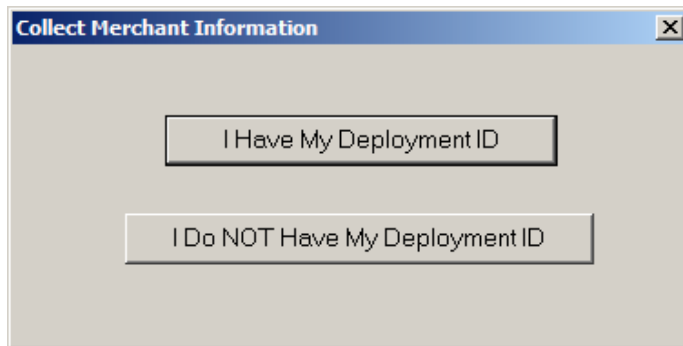 Collect Merchant Information
I Have My Deployment ID
I Do NOT Have My Deployment ID